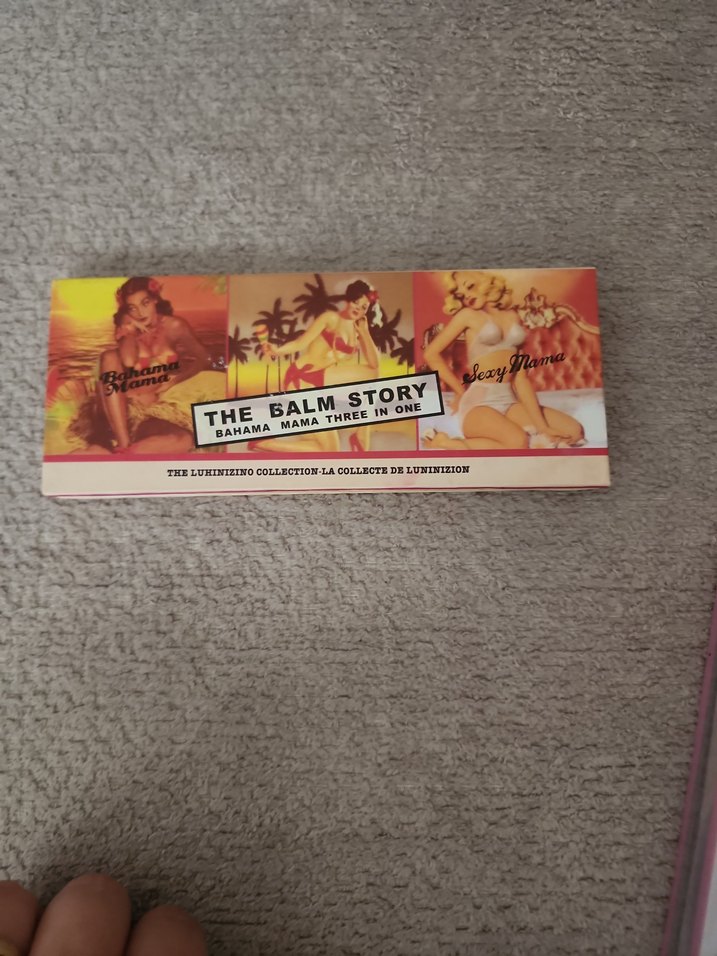 Bahama
Mama
Sexy Mama
THE BALM STORY
BAHAMA MAMA THREE IN ONE
THE LUHINIZINO COLLECTION-LA COLLECTE DE LUNINIZION